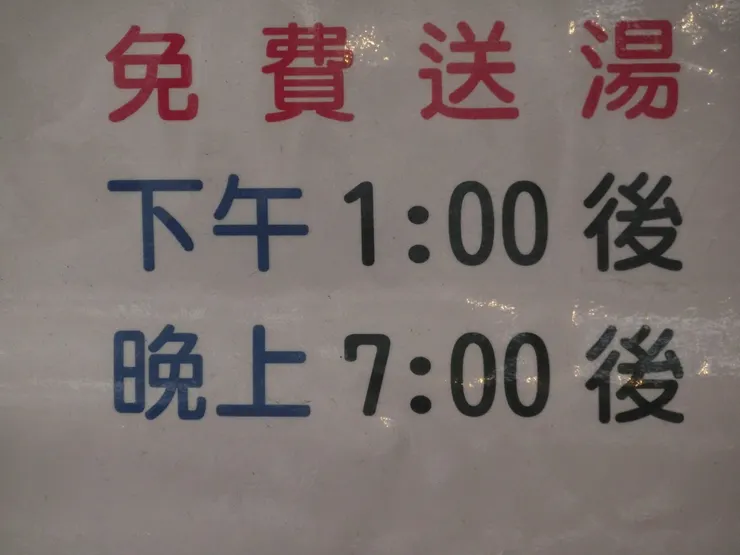 免費送湯
下午 1:00 後
晚上 7:00 後